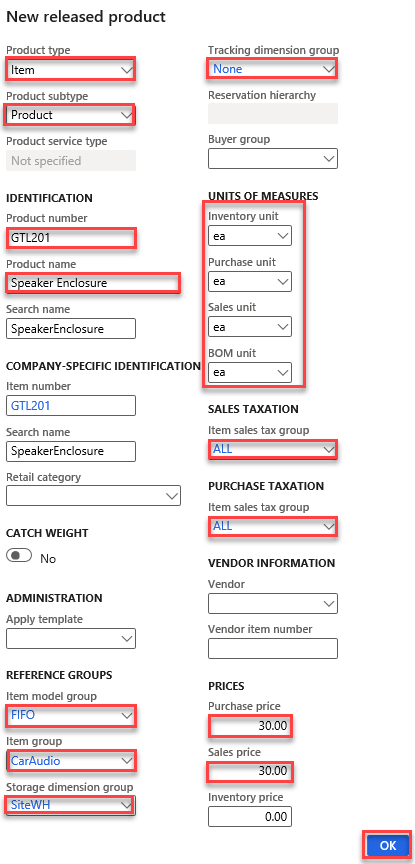 New released product
Product type
Item
Product subtype
Product
Product service type
Not specified
IDENTIFICATION
Product number
GTL201
Product name
Speaker Enclosure
Search name
SpeakerEnclosure
COMPANY-SPECIFIC IDENTIFICATION
Item number
GTL201
Search name
SpeakerEnclosure
Retail category
CATCH WEIGHT
No
ADMINISTRATION
Apply template
REFERENCE GROUPS
Item model group
FIFO
Item group
CarAudio
Storage dimension group
SiteWH
Tracking dimension group
None
Reservation hierarchy
Buyer group
UNITS OF MEASURES
Inventory unit
ea
Purchase unit
ea
Sales unit
ea
BOM unit
ea
SALES TAXATION
Item sales tax group
ALL
PURCHASE TAXATION
Item sales tax group
ALL
VENDOR INFORMATION
Vendor
Vendor item number
PRICES
Purchase price
30.00
Sales price
30.00
Inventory price
0.00
OK